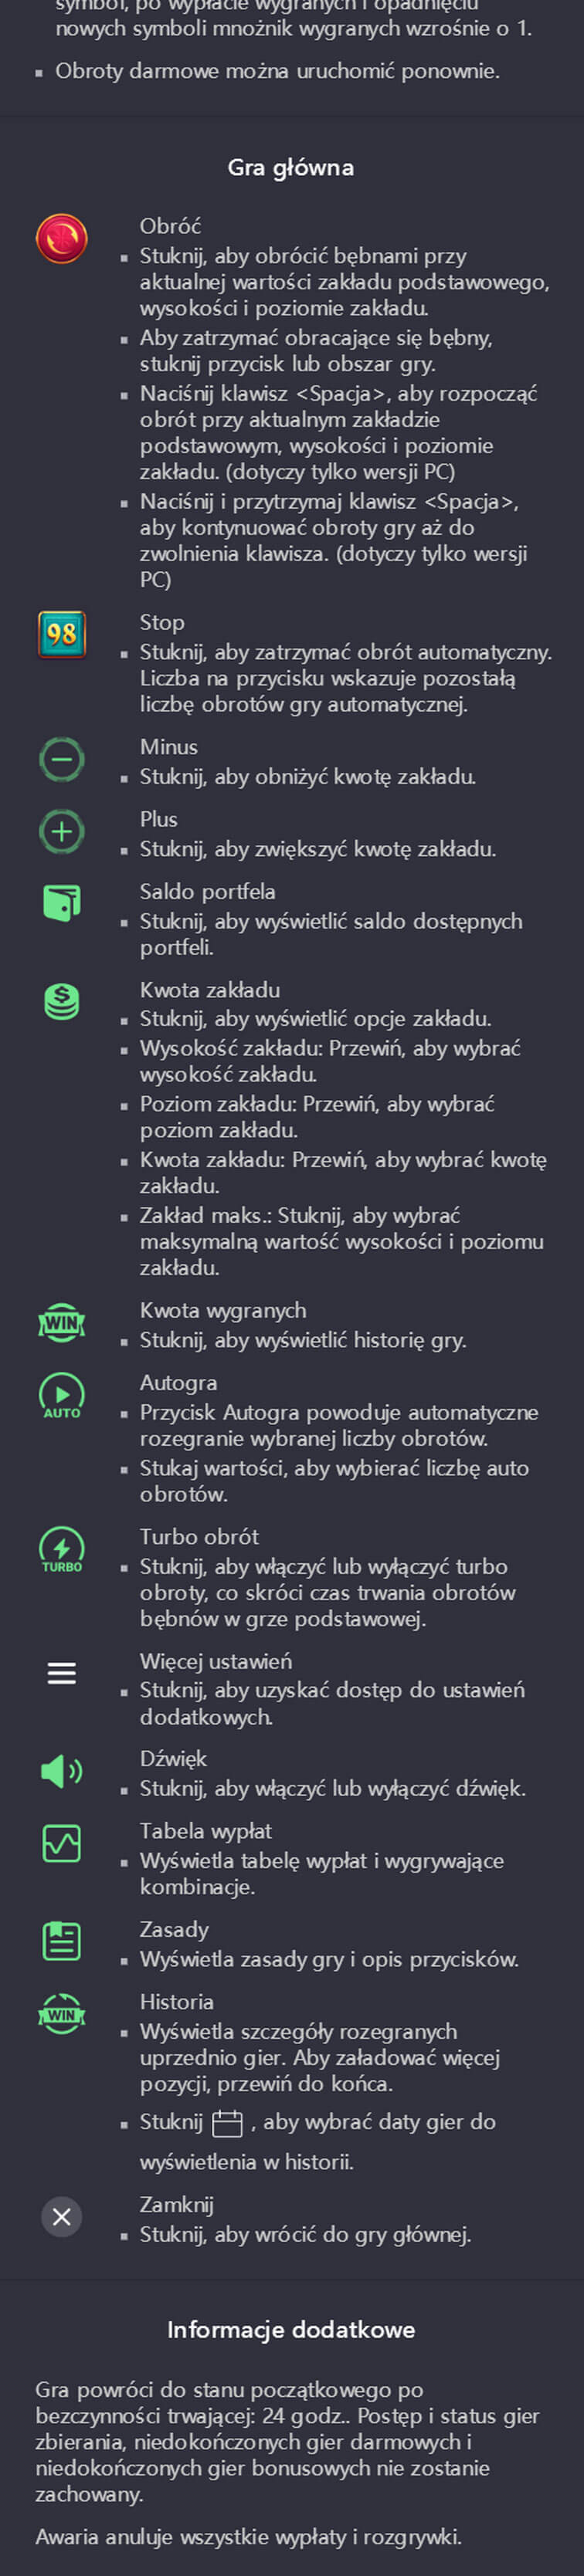 symbol, po wypłacie wygranych i opadnięciu
nowych symboli mnożnik wygranych wzrośnie o 1.
Obroty darmowe można uruchomić ponownie.
Gra główna
Obróć
Stuknij, aby obrócić bębnami przy
aktualnej wartości zakładu podstawowego,
wysokości i poziomie zakładu.
Aby zatrzymać obracające się bębny,
stuknij przycisk lub obszar gry.
Naciśnij klawisz <Spacja>, aby rozpocząć
obrót przy aktualnym zakładzie
podstawowym, wysokości i poziomie
zakładu. (dotyczy tylko wersji PC)
Naciśnij i przytrzymaj klawisz <Spacja>,
aby kontynuować obroty gry aż do
zwolnienia klawisza. (dotyczy tylko wersji
PC)
98
Stop
Stuknij, aby zatrzymać obrót automatyczny.
Liczba na przycisku wskazuje pozostałą
liczbę obrotów gry automatycznej.
Minus
Stuknij, aby obniżyć kwotę zakładu.
Plus
Stuknij, aby zwiększyć kwotę zakładu.
Saldo portfela
Stuknij, aby wyświetlić saldo dostępnych
portfeli.
Kwota zakładu
Stuknij, aby wyświetlić opcje zakładu.
Wysokość zakładu: Przewiń, aby wybrać
wysokość zakładu.
Poziom zakładu: Przewiń, aby wybrać
poziom zakładu.
Kwota zakładu: Przewiń, aby wybrać kwotę
zakładu.
Zakład maks.: Stuknij, aby wybrać
maksymalną wartość wysokości i poziomu
zakładu.
WIN
Kwota wygranych
Stuknij, aby wyświetlić historię gry.
AUTO
Autogra
Przycisk Autogra powoduje automatyczne
rozegranie wybranej liczby obrotów.
Stukaj wartości, aby wybierać liczbę auto
obrotów.
TURBO
Turbo obrót
Stuknij, aby włączyć lub wyłączyć turbo
obroty, co skróci czas trwania obrotów
bębnów w grze podstawowej.
Więcej ustawień
Stuknij, aby uzyskać dostęp do ustawień
dodatkowych.
Dźwięk
Stuknij, aby włączyć lub wyłączyć dźwięk.
Tabela wypłat
Wyświetla tabelę wypłat i wygrywające
kombinacje.
Zasady
Wyświetla zasady gry i opis przycisków.
WIN
Historia
Wyświetla szczegóły rozegranych
uprzednio gier. Aby załadować więcej
pozycji, przewiń do końca.
Stuknij , aby wybrać daty gier do
wyświetlenia w historii.
Zamknij
Stuknij, aby wrócić do gry głównej.
Informacje dodatkowe
Gra powróci do stanu początkowego po
bezczynności trwającej: 24 godz.. Postęp i status gier
zbierania, niedokończonych gier darmowych i
niedokończonych gier bonusowych nie zostanie
zachowany.
Awaria anuluje wszystkie wypłaty i rozgrywki.